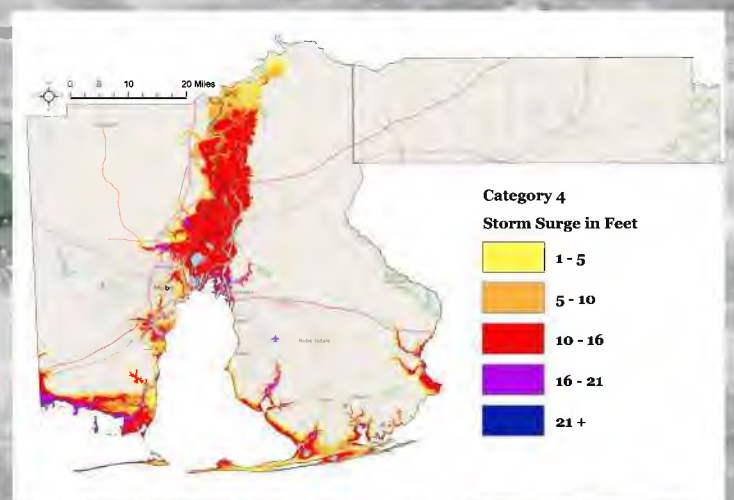 0 5 10 20 Miles
Category 4
Storm Surge in Feet
1 - 5
5 - 10
10 - 16
16 - 21
21 +